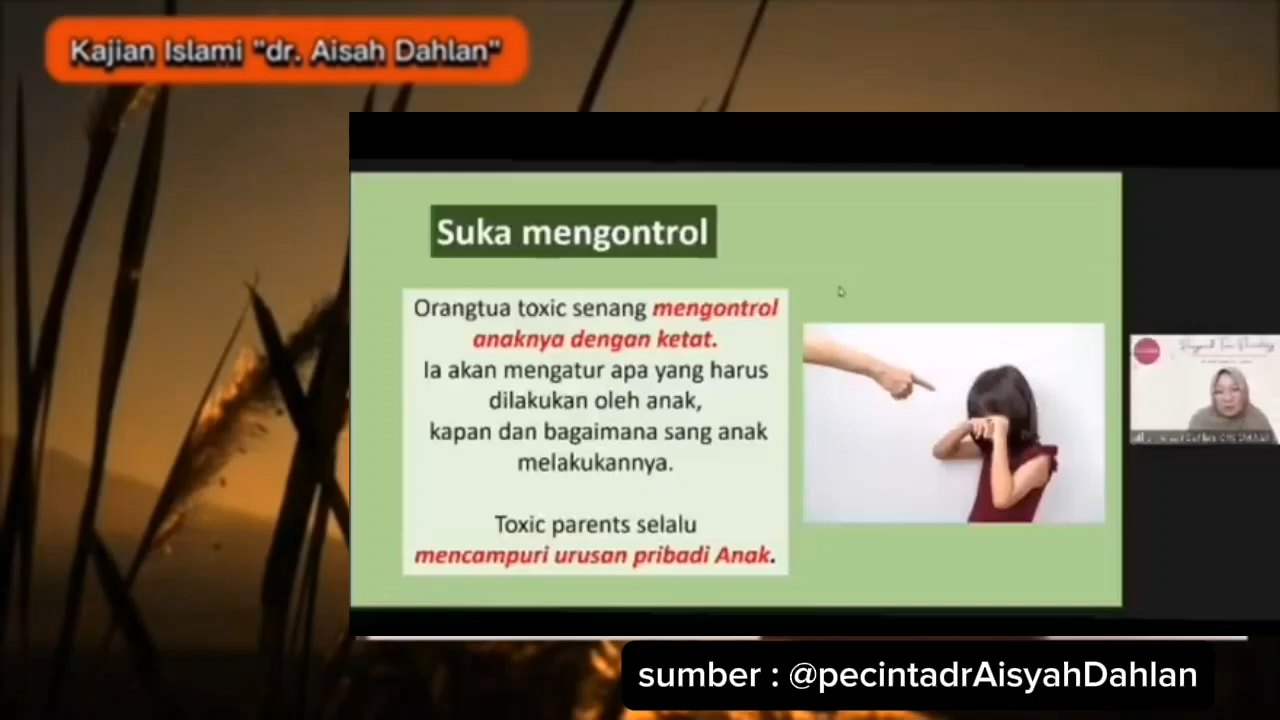 Kajian Islami "dr. Aisah Dahlan"
Suka mengontrol
Orangtua toxic senang mengontrol
anaknya dengan ketat.
Ia akan mengatur apa yang harus
dilakukan oleh anak,
kapan dan bagaimana sang anak
melakukannya.
Toxic parents selalu
mencampuri urusan pribadi Anak.
sumber : @pecintadrAisyahDahlan